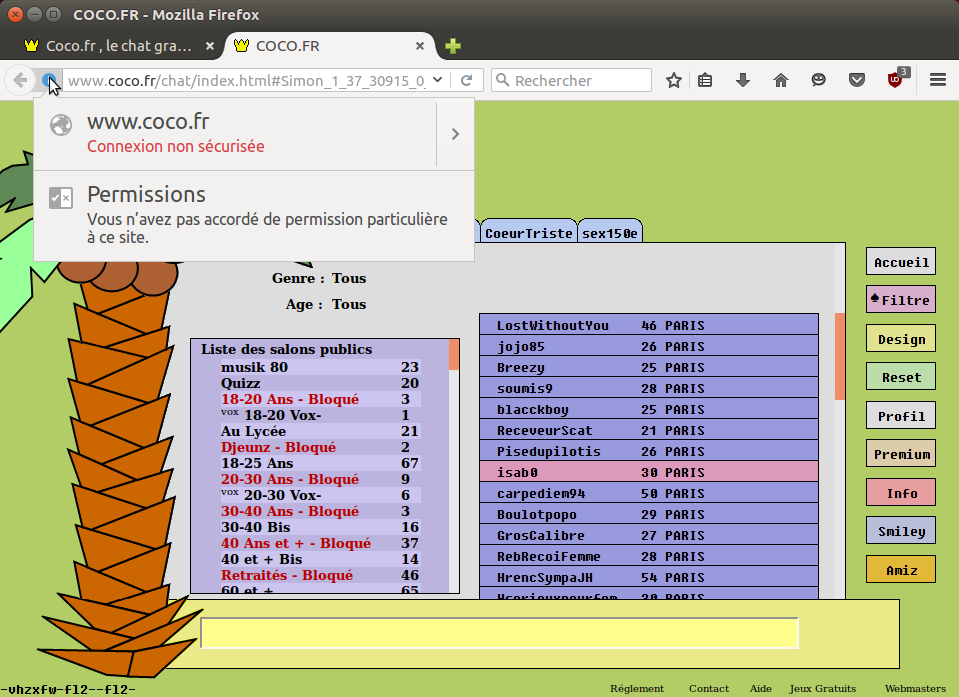 COCO.FR - Mozilla Firefox
Coco.fr , le chat gra…
COCO.FR
www.coco.fr/chat/index.html#Simon_1_37_30915_0_
Rechercher
3
www.coco.fr
Connexion non sécurisée
Permissions
Vous n’avez pas accordé de permission particulière
à ce site.
CoeurTriste
sex150e
Genre : Tous
Age : Tous
Liste des salons publics
musik 80 23
Quizz 20
18-20 Ans - Bloqué 3
vox 18-20 Vox- 1
Au Lycée 21
Djeunz - Bloqué 2
18-25 Ans 67
20-30 Ans - Bloqué 9
vox 20-30 Vox- 6
30-40 Ans - Bloqué 3
30-40 Bis 16
40 Ans et + - Bloqué 37
40 et + Bis 14
Retraités - Bloqué 46
60 et + 65
LostWithoutYou 46 PARIS
jojo85 26 PARIS
Breezy 25 PARIS
soumis9 28 PARIS
blacckboy 25 PARIS
ReceveurScat 21 PARIS
Pisedupilotis 26 PARIS
isab0 30 PARIS
carpediem94 50 PARIS
Boulotpopo 29 PARIS
GrosCalibre 27 PARIS
RebRecoiFemme 28 PARIS
HrencSympaJH 54 PARIS
PARIS
Accueil
♠Filtre
Design
Reset
Profil
Premium
Info
Smiley
Amiz
-vhzxfw-fl2--fl2-
Réglement
Contact
Aide
Jeux Gratuits
Webmasters